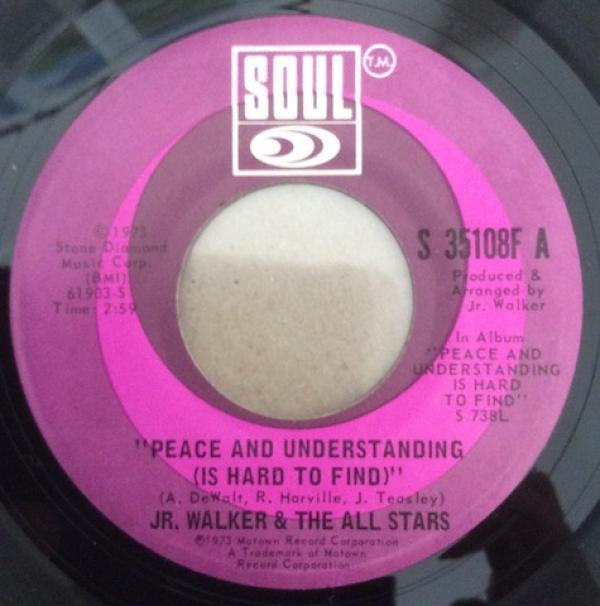 SOUL T.M.
© 1973
Stone Diamond
Music Corp.
(BMI)
61903-S
Time: 2:59
S 35108F A
Produced &
Arranged by
Jr. Walker
In Album
"PEACE AND
UNDERSTANDING
IS HARD
TO FIND"
S 738L
"PEACE AND UNDERSTANDING
(IS HARD TO FIND)"
(A. DeWalt, R. Harville, J. Teasley)
JR. WALKER & THE ALL STARS
℗1973 Motown Record Corporation
A Trademark of Motown
Record Corporation